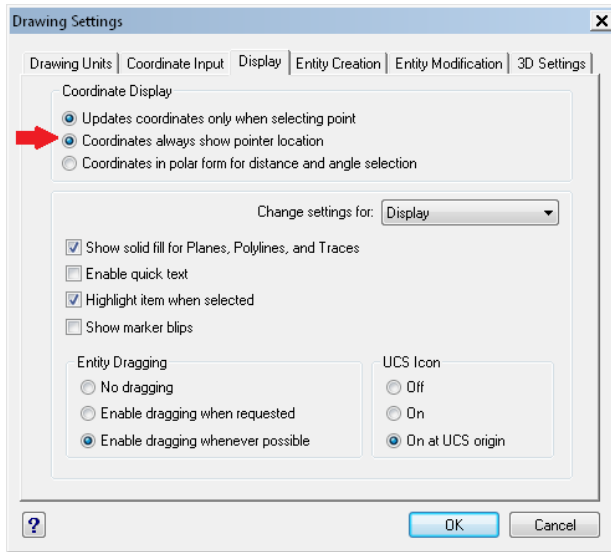 Drawing Settings
Drawing Units Coordinate Input Display Entity Creation Entity Modification 3D Settings
Coordinate Display
Updates coordinates only when selecting point
Coordinates always show pointer location
Coordinates in polar form for distance and angle selection
Change settings for: Display
Show solid fill for Planes, Polylines, and Traces
Enable quick text
Highlight item when selected
Show marker blips
Entity Dragging
No dragging
Enable dragging when requested
Enable dragging whenever possible
UCS Icon
Off
On
On at UCS origin
?
OK Cancel